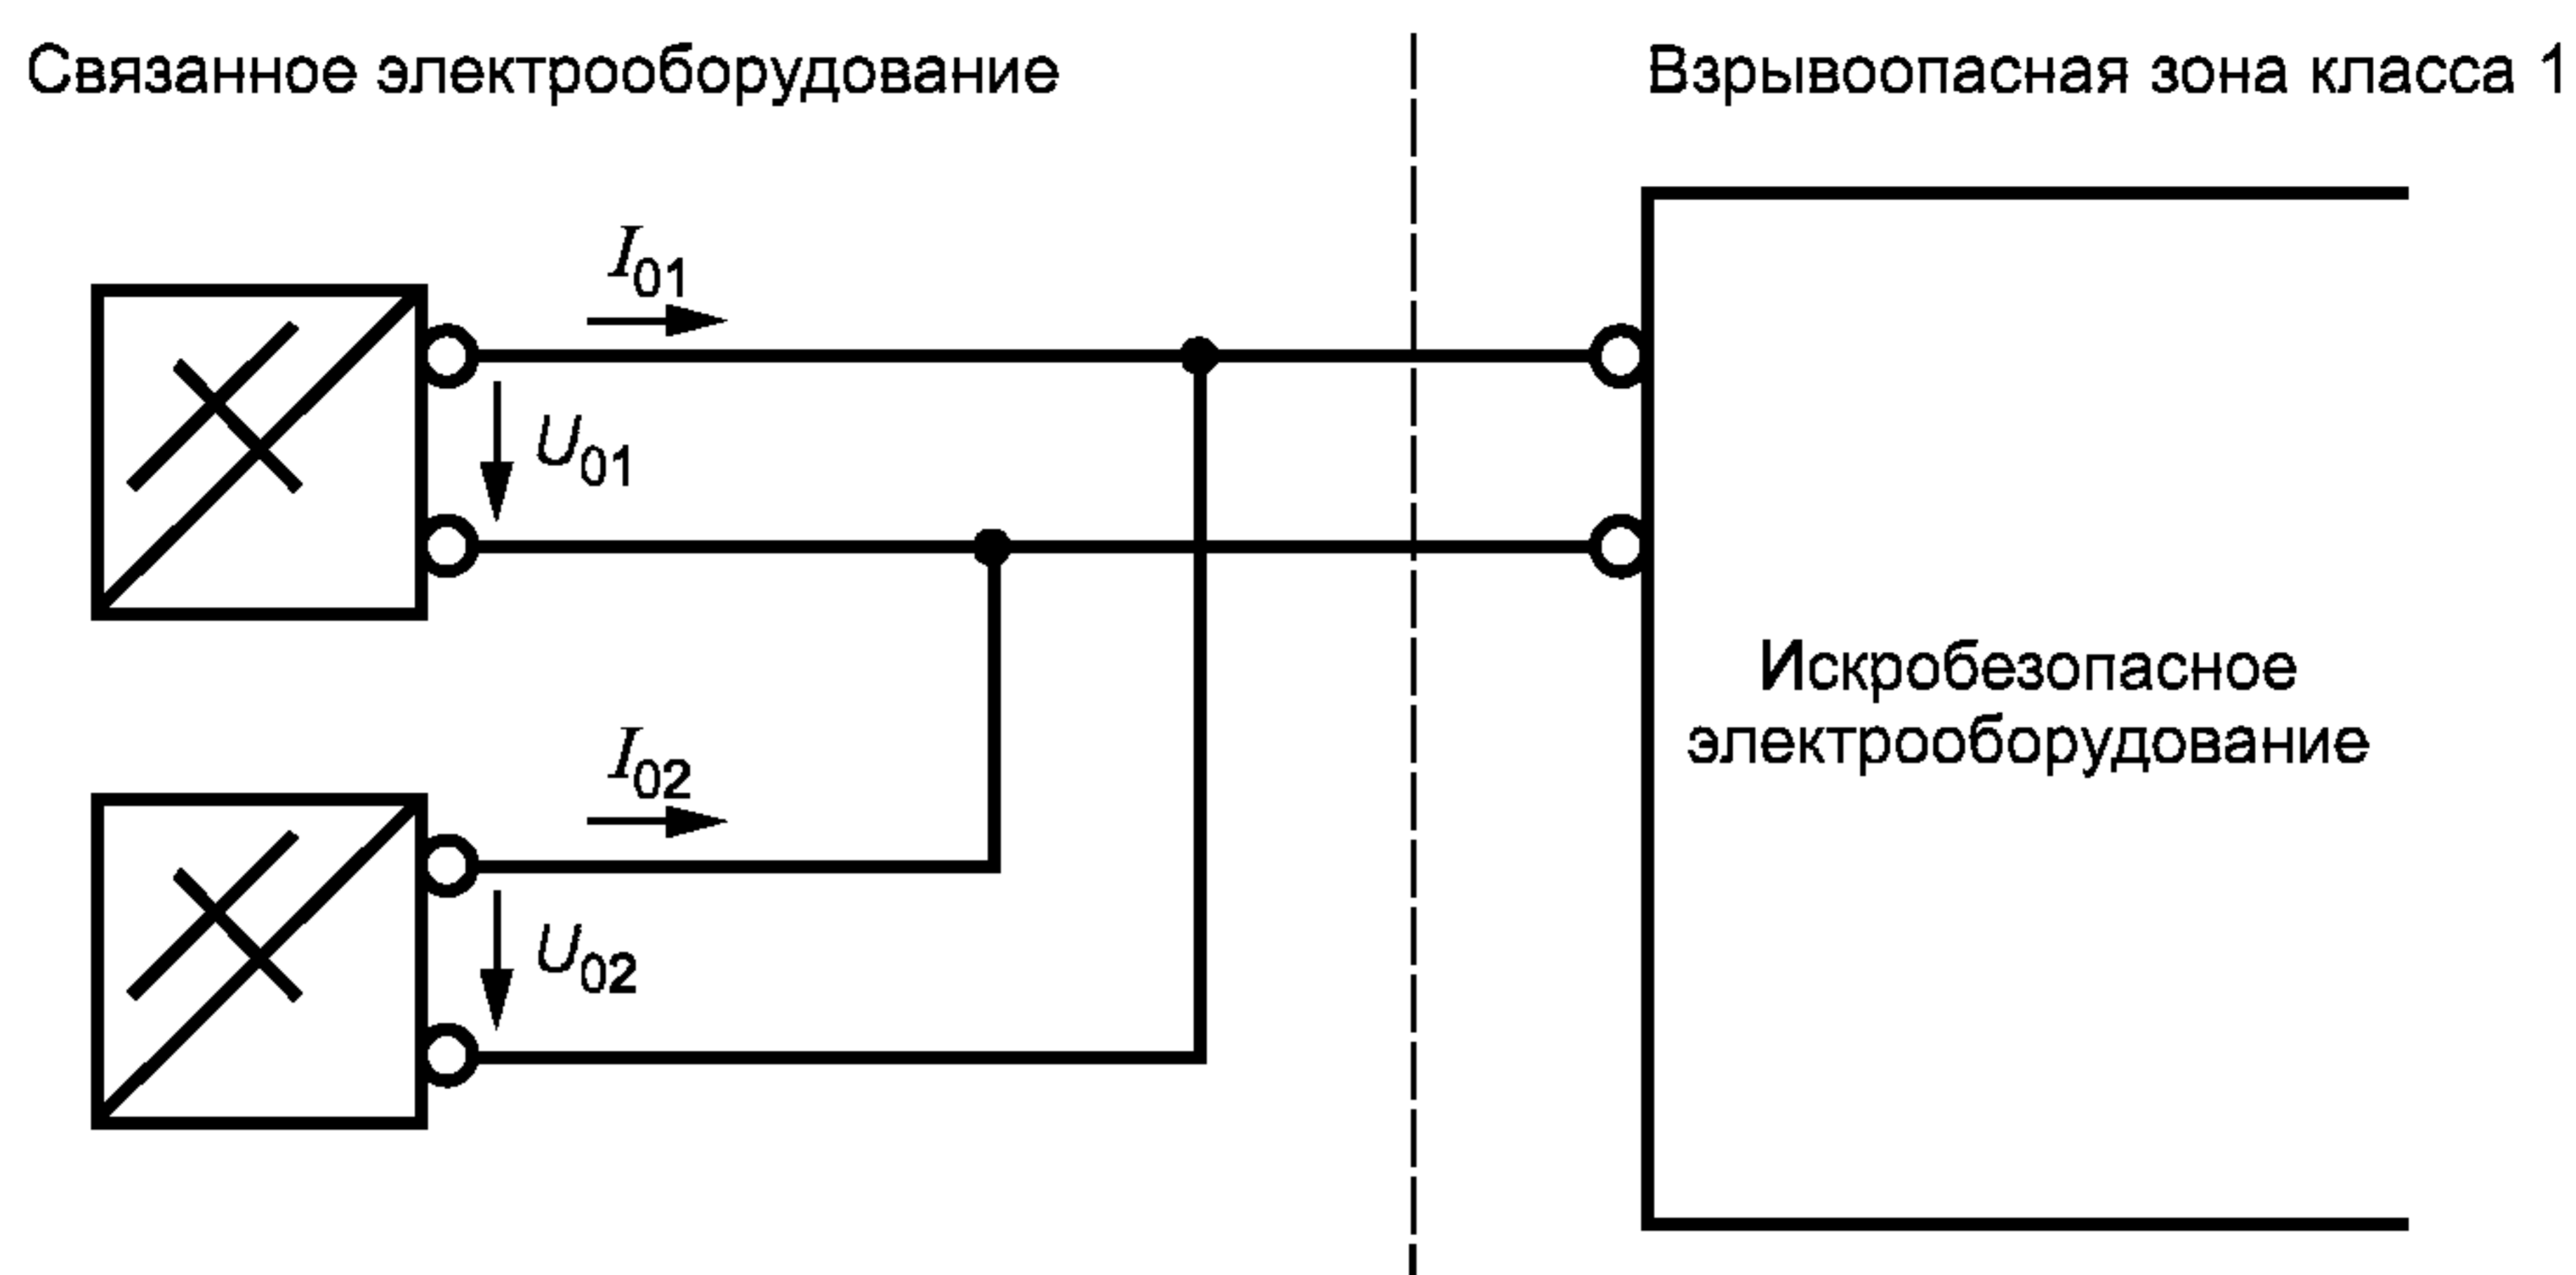 Связанное электрооборудование
Взрывоопасная зона класса 1
I01
U01
I02
U02
Искробезопасное
электрооборудование